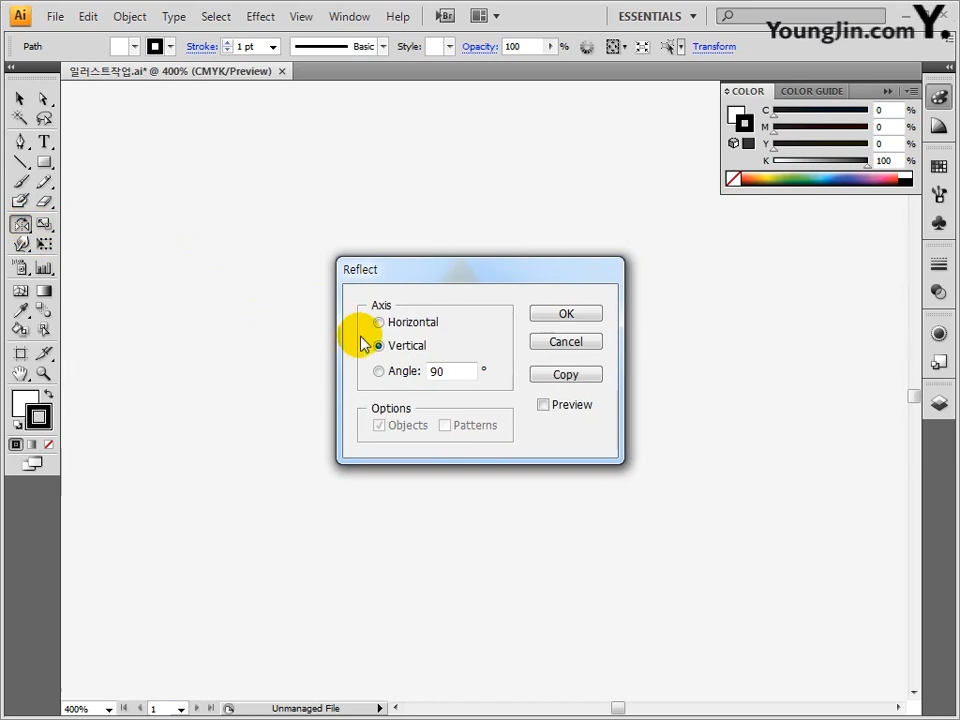 Ai File Edit Object Type Select Effect View Window Help Br ESSENTIALS
YoungJin.com Y.
Path Stroke: 1 pt Basic Style: Opacity: 100 % Transform
일러스트작업.ai* @ 400% (CMYK/Preview) ×
COLOR COLOR GUIDE
C 0 %
M 0 %
Y 0 %
K 100 %
T
Reflect
Axis
Horizontal
Vertical
Angle: 90 °
Options
Objects Patterns
OK
Cancel
Copy
Preview
400% 1 Unmanaged File